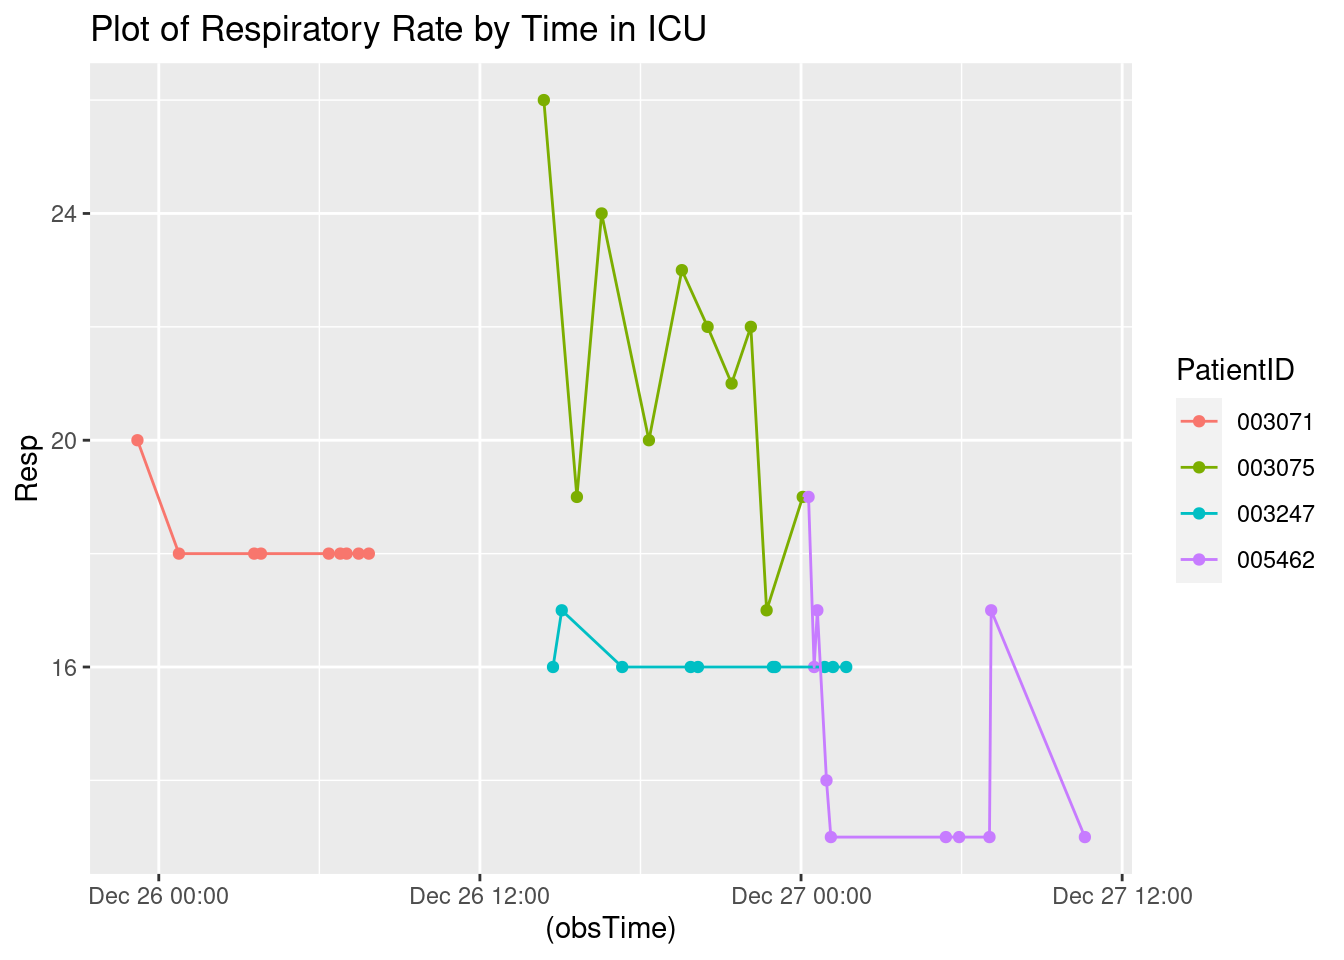 Plot of Respiratory Rate by Time in ICU
Resp
24
20
16
Dec 26 00:00
Dec 26 12:00
Dec 27 00:00
Dec 27 12:00
(obsTime)
PatientID
003071
003075
003247
005462